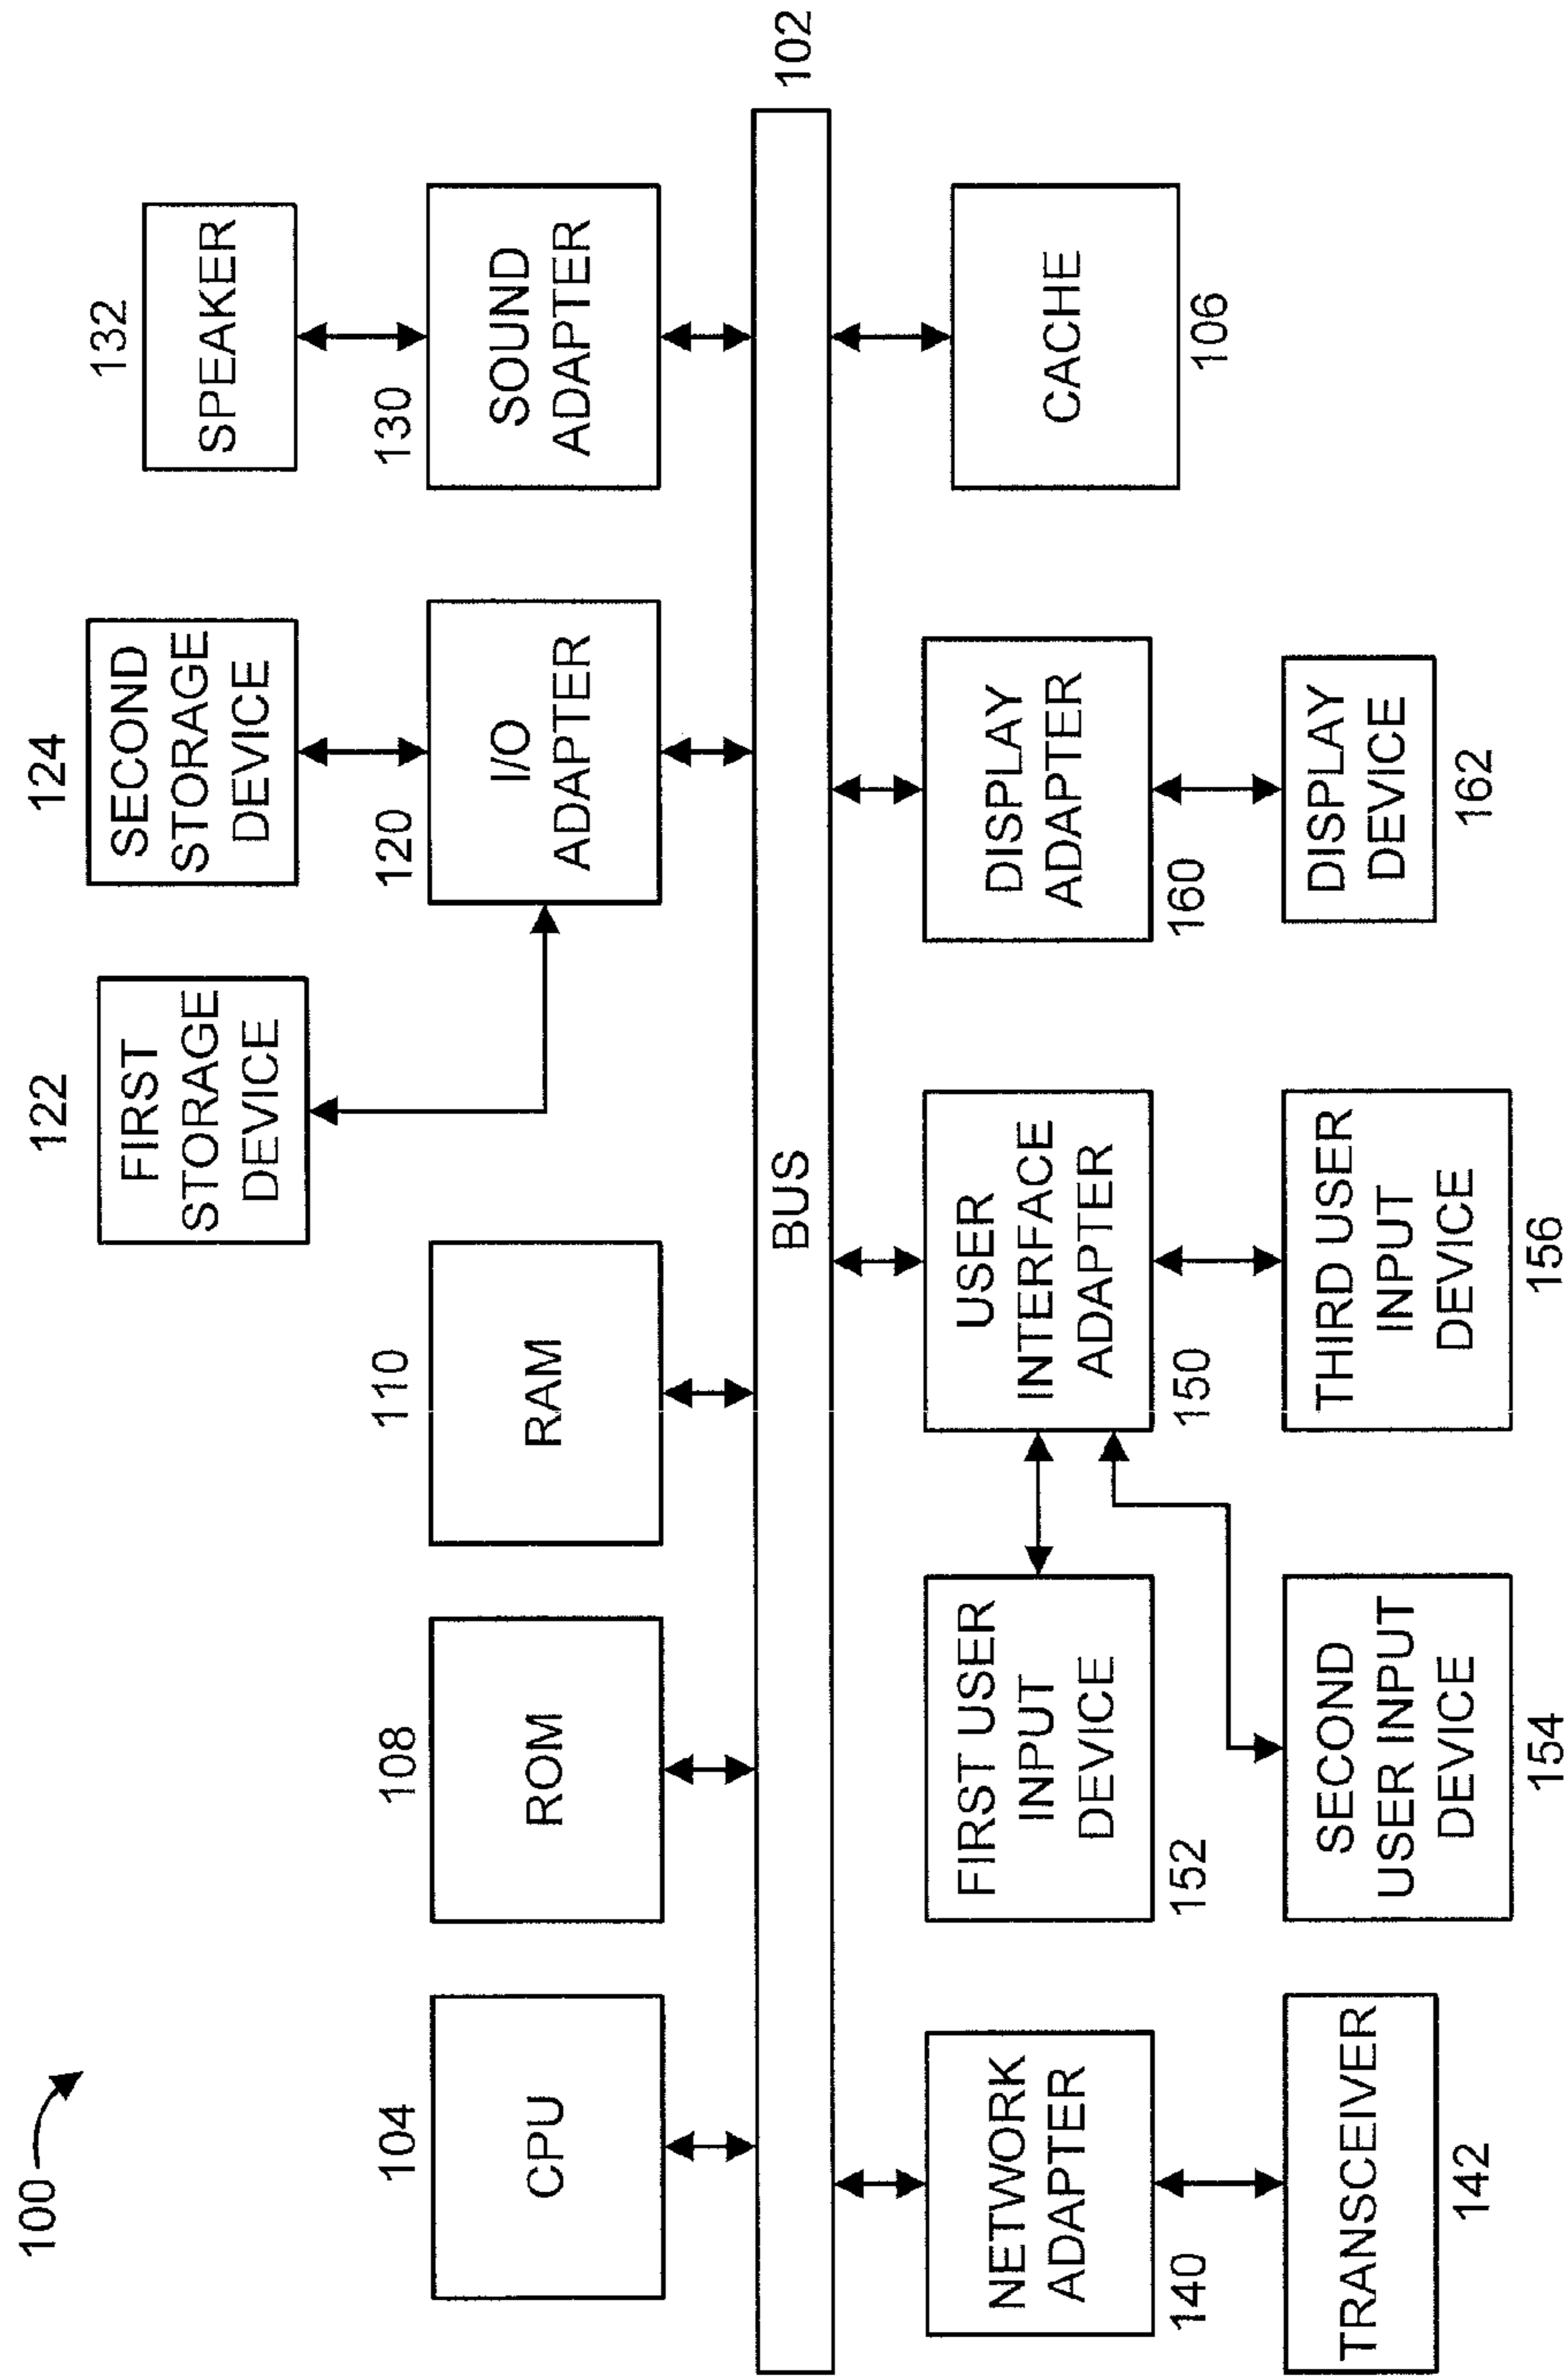 100
122
FIRST
STORAGE
DEVICE
124
SECOND
STORAGE
DEVICE
132
SPEAKER
104
CPU
108
ROM
110
RAM
120
I/O
ADAPTER
130
SOUND
ADAPTER
BUS
102
NETWORK
ADAPTER
140
FIRST USER
INPUT
DEVICE
152
USER
INTERFACE
ADAPTER
150
DISPLAY
ADAPTER
160
CACHE
106
TRANSCEIVER
142
SECOND
USER INPUT
DEVICE
154
THIRD USER
INPUT
DEVICE
156
DISPLAY
DEVICE
162